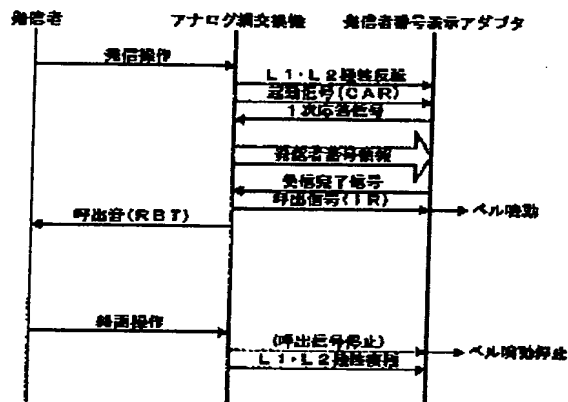 発信者 アナログ網交換機 発信者番号表示アダプタ
発信操作
L1・L2極性反転
起動信号(CAR)
1次応答信号
発信者番号情報
受信完了信号
呼出信号(IR)
ベル鳴動
呼出音(RBT)
終話操作
(呼出信号停止)
ベル鳴動停止
L1・L2極性復極